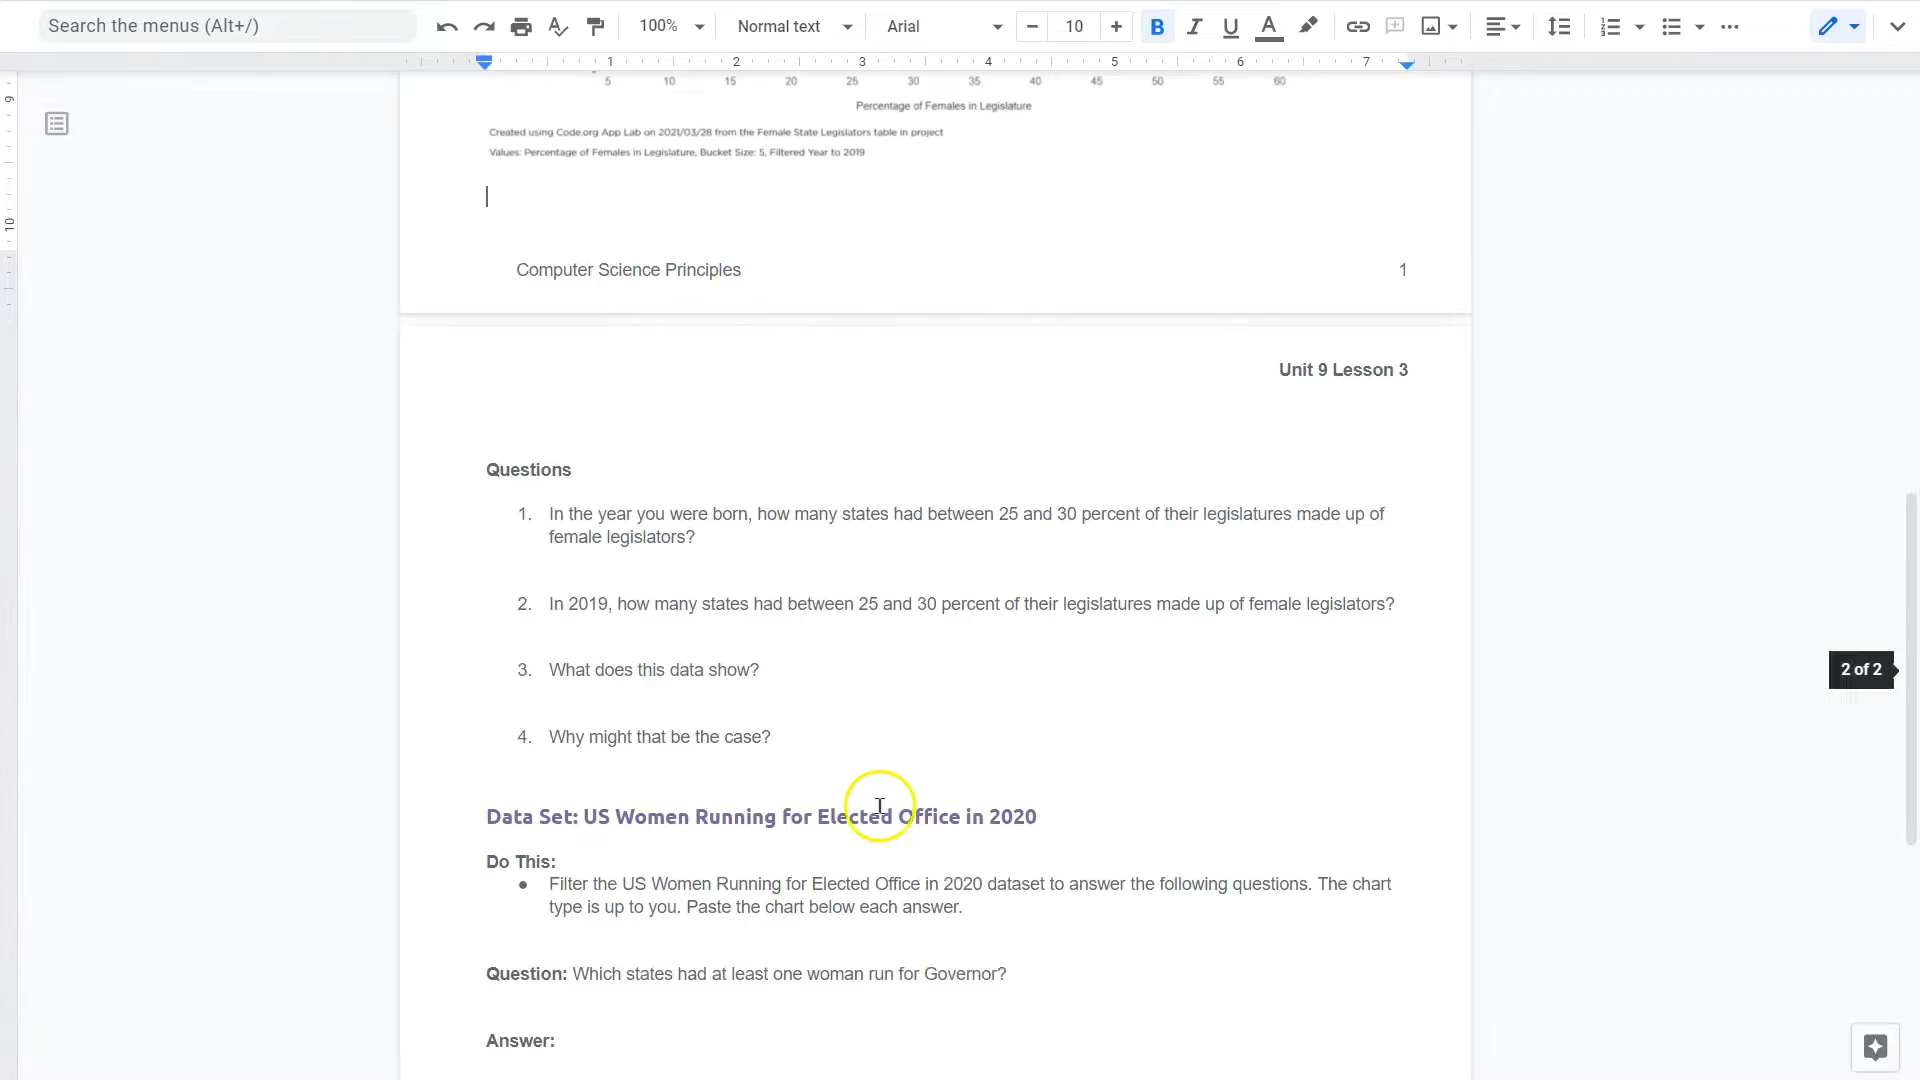 Search the menus (Alt+/)
100%
Normal text
Arial
10
B
I
U
A
1 2 3 4 5 6 7
9
10
5 10 15 20 25 30 35 40 45 50 55 60
Percentage of Females in Legislature
Created using Code.org App Lab on 2021/03/28 from the Female State Legislators table in project
Values: Percentage of Females in Legislature, Bucket Size: 5, Filtered Year to 2019
Computer Science Principles 1
Unit 9 Lesson 3
Questions
1. In the year you were born, how many states had between 25 and 30 percent of their legislatures made up of
female legislators?
2. In 2019, how many states had between 25 and 30 percent of their legislatures made up of female legislators?
3. What does this data show?
2 of 2
4. Why might that be the case?
Data Set: US Women Running for Elected Office in 2020
Do This:
● Filter the US Women Running for Elected Office in 2020 dataset to answer the following questions. The chart
type is up to you. Paste the chart below each answer.
Question: Which states had at least one woman run for Governor?
Answer: